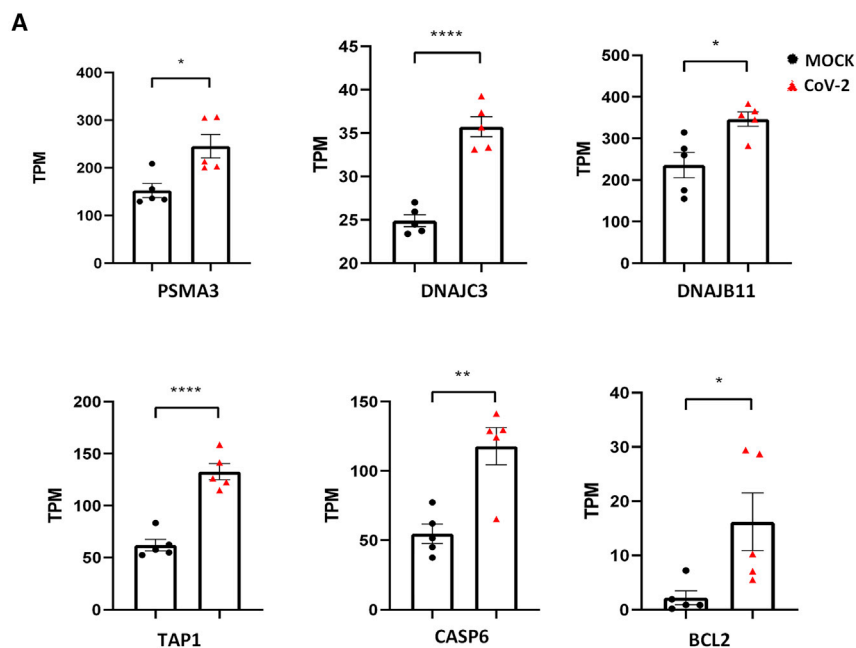 A
* **** *
MOCK
CoV-2
TPM 400 300 200 100 0
45 40 35 30 25 20
TPM 500 400 300 200 100 0
PSMA3 DNAJC3 DNAJB11
**** ** *
TPM 200 150 100 50 0
TPM 150 100 50 0
TPM 40 30 20 10 0
TAP1 CASP6 BCL2